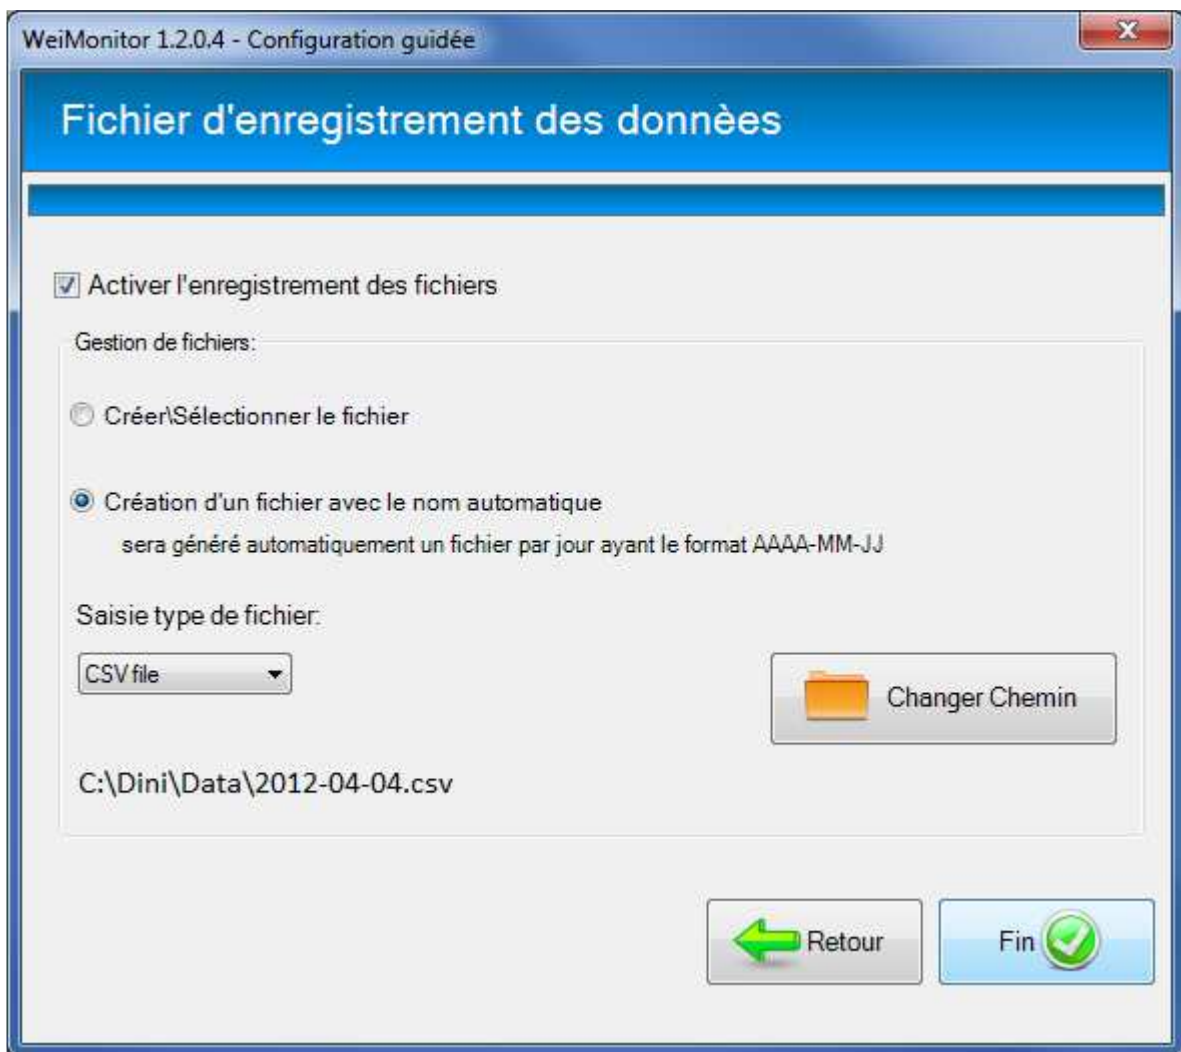 WeiMonitor 1.2.0.4 - Configuration guidée
Fichier d'enregistrement des donnèes
Activer l'enregistrement des fichiers
Gestion de fichiers:
Créer\Sélectionner le fichier
Création d'un fichier avec le nom automatique
sera généré automatiquement un fichier par jour ayant le format AAAA-MM-JJ
Saisie type de fichier:
CSV file
Changer Chemin
C:\Dini\Data\2012-04-04.csv
Retour
Fin